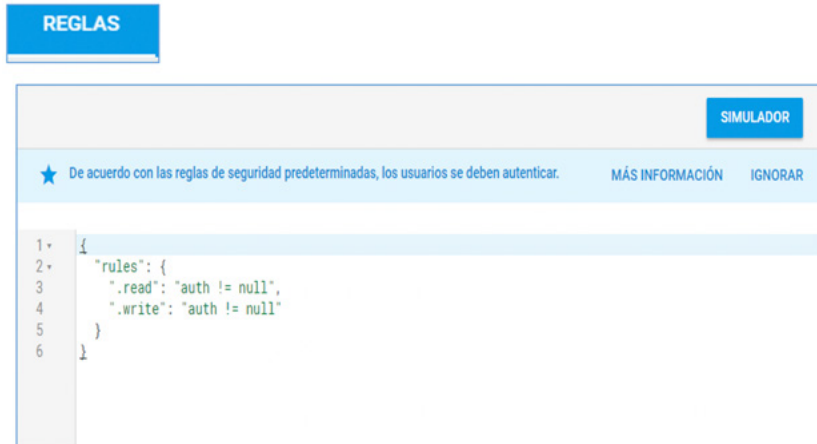 REGLAS
SIMULADOR
De acuerdo con las reglas de seguridad predeterminadas, los usuarios se deben autenticar. MÁS INFORMACIÓN IGNORAR
1 {
2 "rules": {
3 ".read": "auth != null",
4 ".write": "auth != null"
5 }
6 }